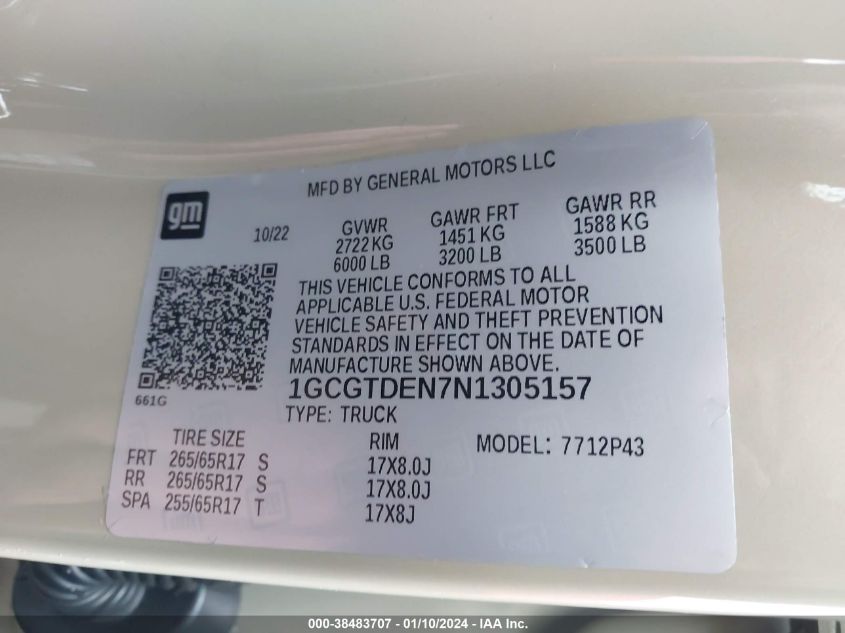 MFD BY GENERAL MOTORS LLC
gm
10/22
GVWR
2722 KG
6000 LB
GAWR FRT
1451 KG
3200 LB
GAWR RR
1588 KG
3500 LB
THIS VEHICLE CONFORMS TO ALL
APPLICABLE U.S. FEDERAL MOTOR
VEHICLE SAFETY AND THEFT PREVENTION
STANDARDS IN EFFECT ON THE DATE OF
MANUFACTURE SHOWN ABOVE.
661G
1GCGTDEN7N1305157
TYPE: TRUCK
TIRE SIZE RIM MODEL: 7712P43
FRT 265/65R17 S 17X8.0J
RR 265/65R17 S 17X8.0J
SPA 255/65R17 T 17X8J
000-38483707 - 01/10/2024 - IAA Inc.